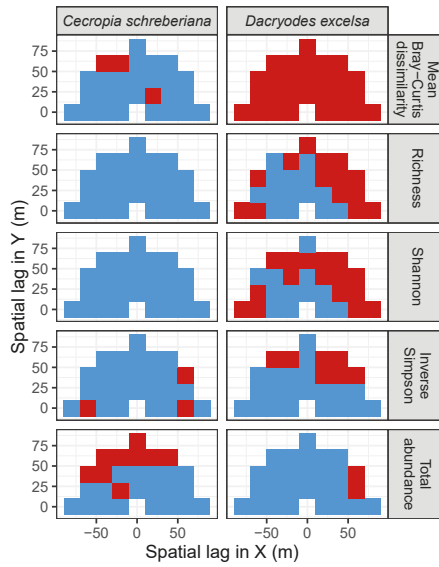 Cecropia schreberiana
Dacryodes excelsa
Spatial lag in Y (m)
75
50
25
0
Mean
Bray−Curtis
dissimilarity
75
50
25
0
Richness
75
50
25
0
Shannon
75
50
25
0
Inverse
Simpson
75
50
25
0
Total
abundance
−50
0
50
−50
0
50
Spatial lag in X (m)